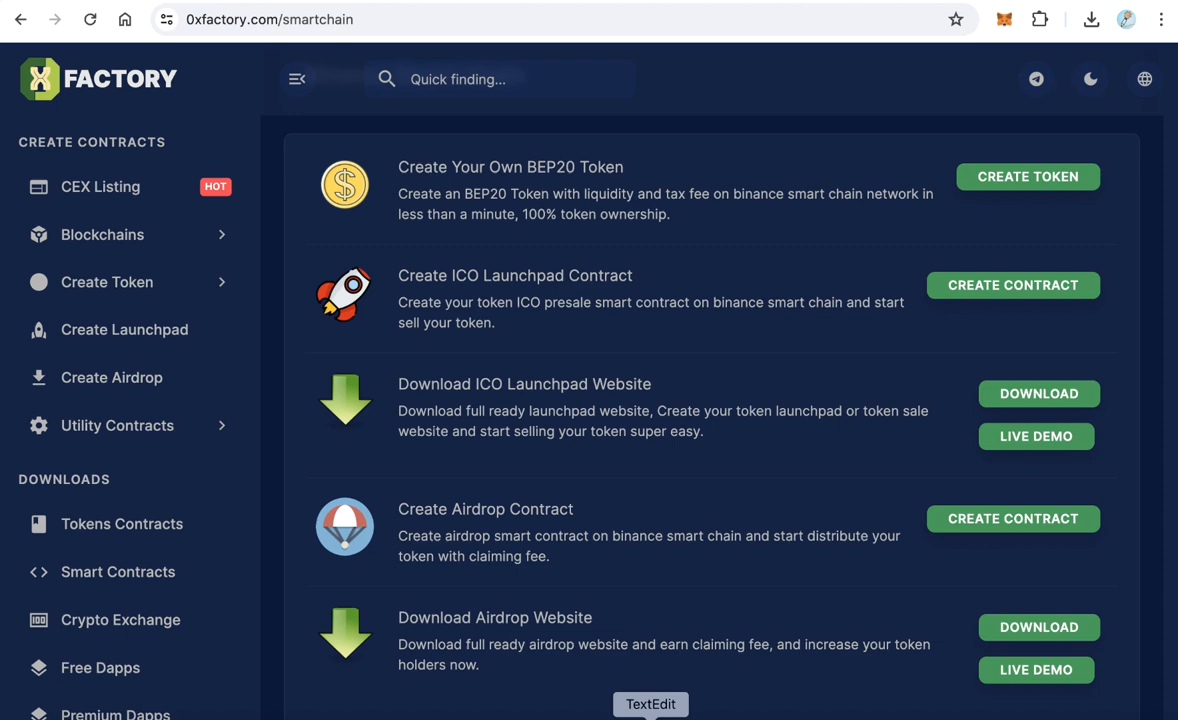 0xfactory.com/smartchain
FACTORY
Quick finding...
CREATE CONTRACTS
CEX Listing
HOT
Blockchains
Create Token
Create Launchpad
Create Airdrop
Utility Contracts
DOWNLOADS
Tokens Contracts
Smart Contracts
Crypto Exchange
Free Dapps
Premium Dapps
Create Your Own BEP20 Token
Create an BEP20 Token with liquidity and tax fee on binance smart chain network in
less than a minute, 100% token ownership.
CREATE TOKEN
Create ICO Launchpad Contract
Create your token ICO presale smart contract on binance smart chain and start
sell your token.
CREATE CONTRACT
Download ICO Launchpad Website
Download full ready launchpad website, Create your token launchpad or token sale
website and start selling your token super easy.
DOWNLOAD
LIVE DEMO
Create Airdrop Contract
Create airdrop smart contract on binance smart chain and start distribute your
token with claiming fee.
CREATE CONTRACT
Download Airdrop Website
Download full ready airdrop website and earn claiming fee, and increase your token
holders now.
DOWNLOAD
LIVE DEMO
TextEdit